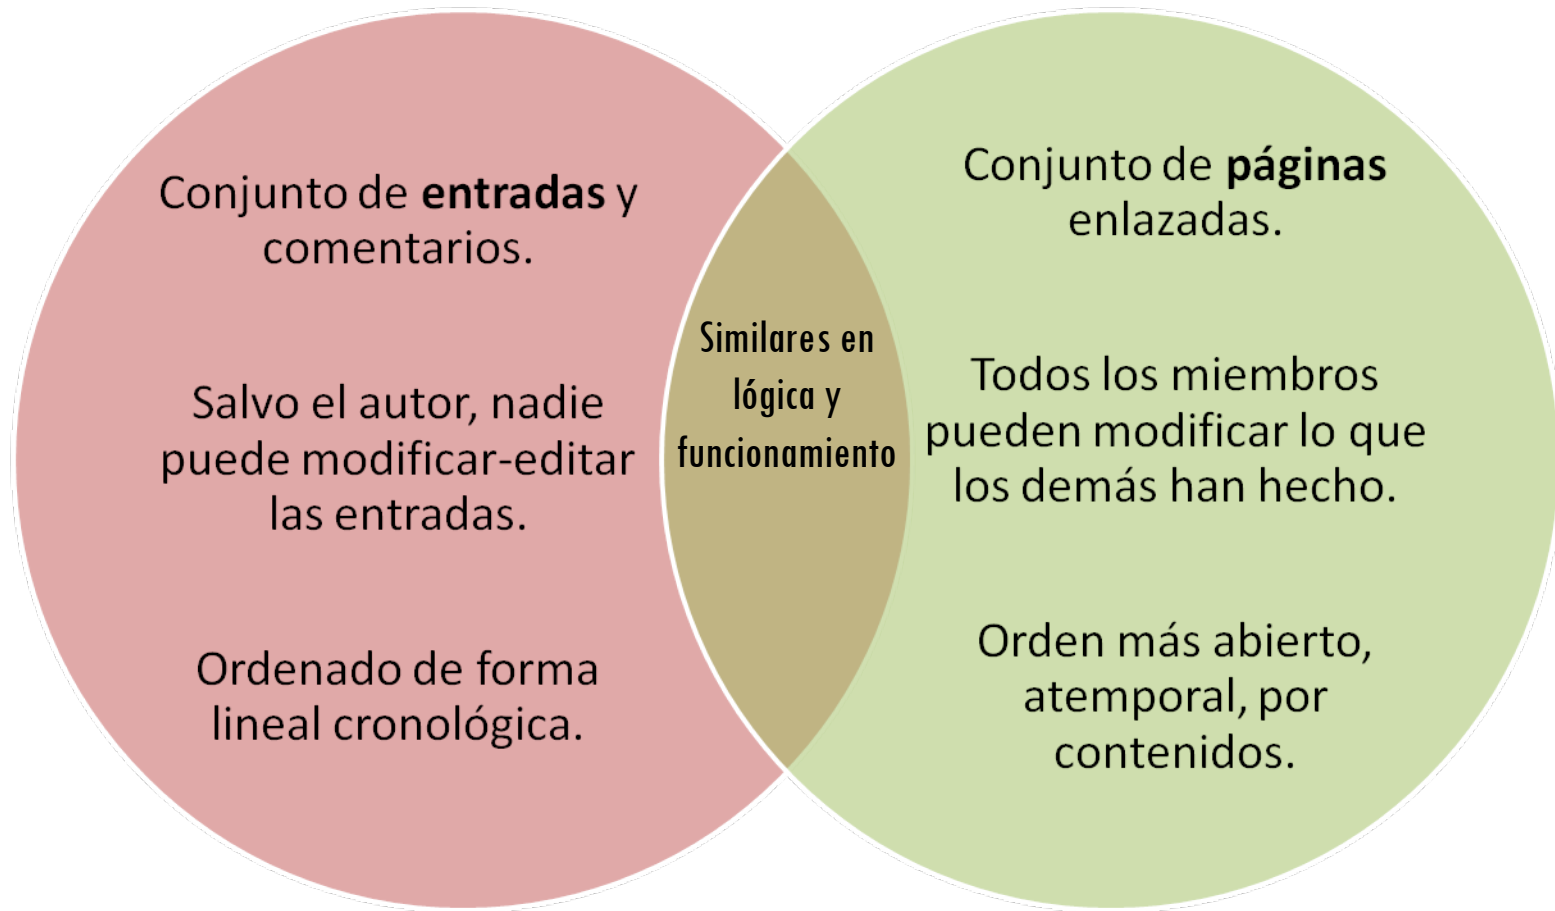 Conjunto de entradas y
comentarios.
Salvo el autor, nadie
puede modificar-editar
las entradas.
Ordenado de forma
lineal cronológica.
Similares en
lógica y
funcionamiento
Conjunto de páginas
enlazadas.
Todos los miembros
pueden modificar lo que
los demás han hecho.
Orden más abierto,
atemporal, por
contenidos.